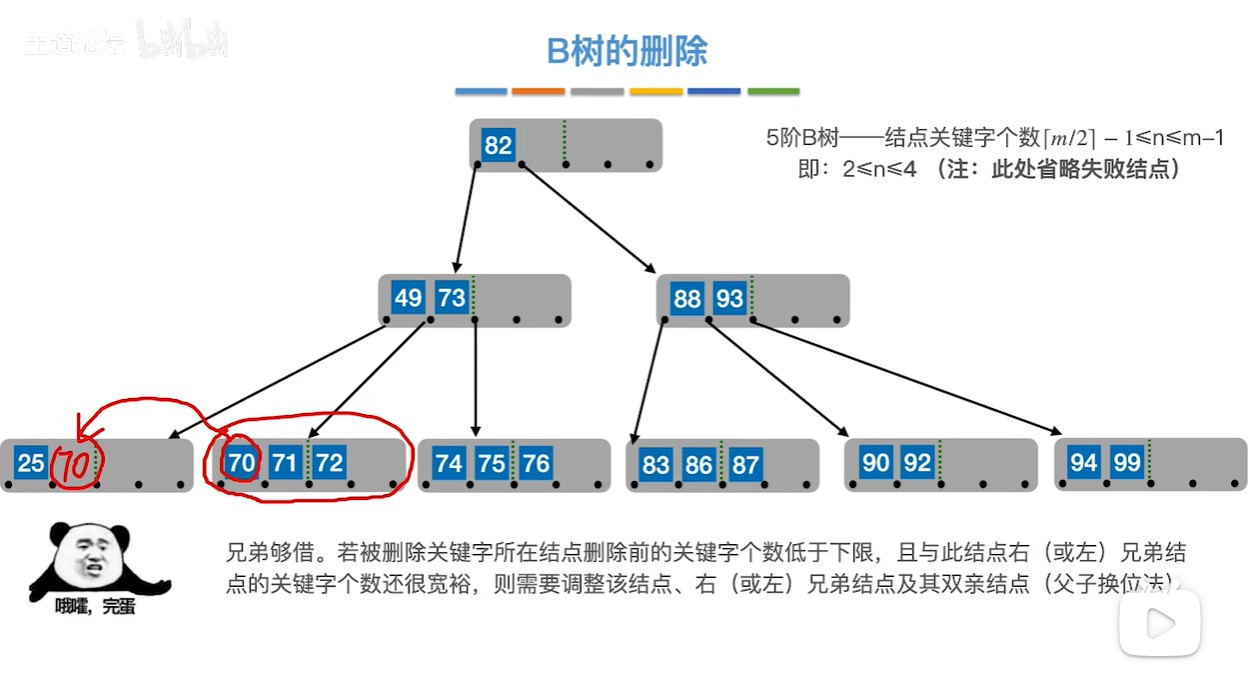 王道论坛 bilibili
B树的删除
82
5阶B树——结点关键字个数⌈m/2⌉ − 1≤n≤m–1
即：2≤n≤4 （注：此处省略失败结点）
49 73
88 93
25 70
70 71 72
74 75 76
83 86 87
90 92
94 99
兄弟够借。若被删除关键字所在结点删除前的关键字个数低于下限，且与此结点右（或左）兄弟结
点的关键字个数还很宽裕，则需要调整该结点、右（或左）兄弟结点及其双亲结点（父子换位法）
哦嚯，完蛋